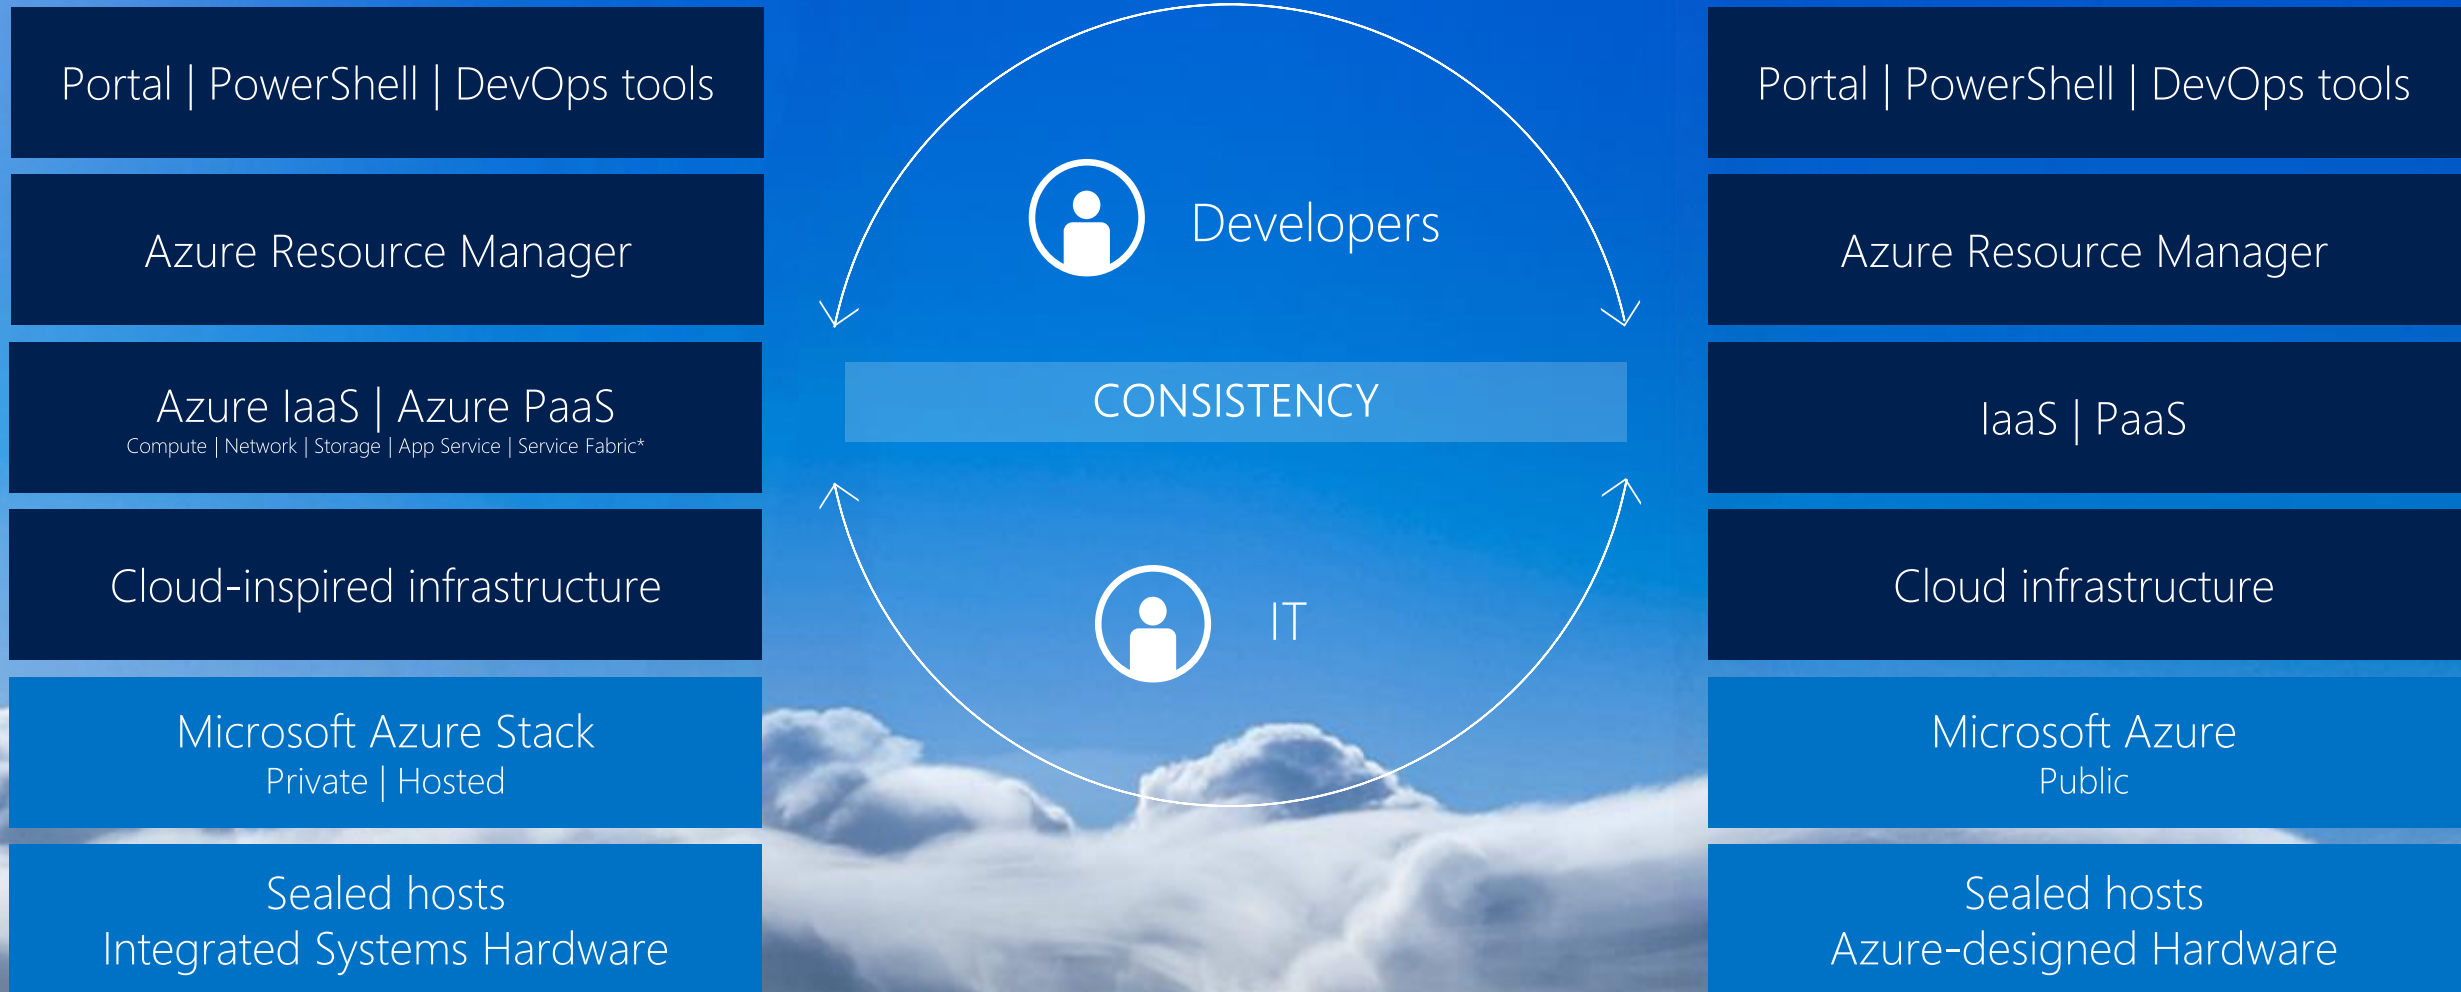 Portal | PowerShell | DevOps tools
Azure Resource Manager
Azure IaaS | Azure PaaS
Compute | Network | Storage | App Service | Service Fabric*
Cloud-inspired infrastructure
Microsoft Azure Stack
Private | Hosted
Sealed hosts
Integrated Systems Hardware
Developers
CONSISTENCY
IT
Portal | PowerShell | DevOps tools
Azure Resource Manager
IaaS | PaaS
Cloud infrastructure
Microsoft Azure
Public
Sealed hosts
Azure-designed Hardware